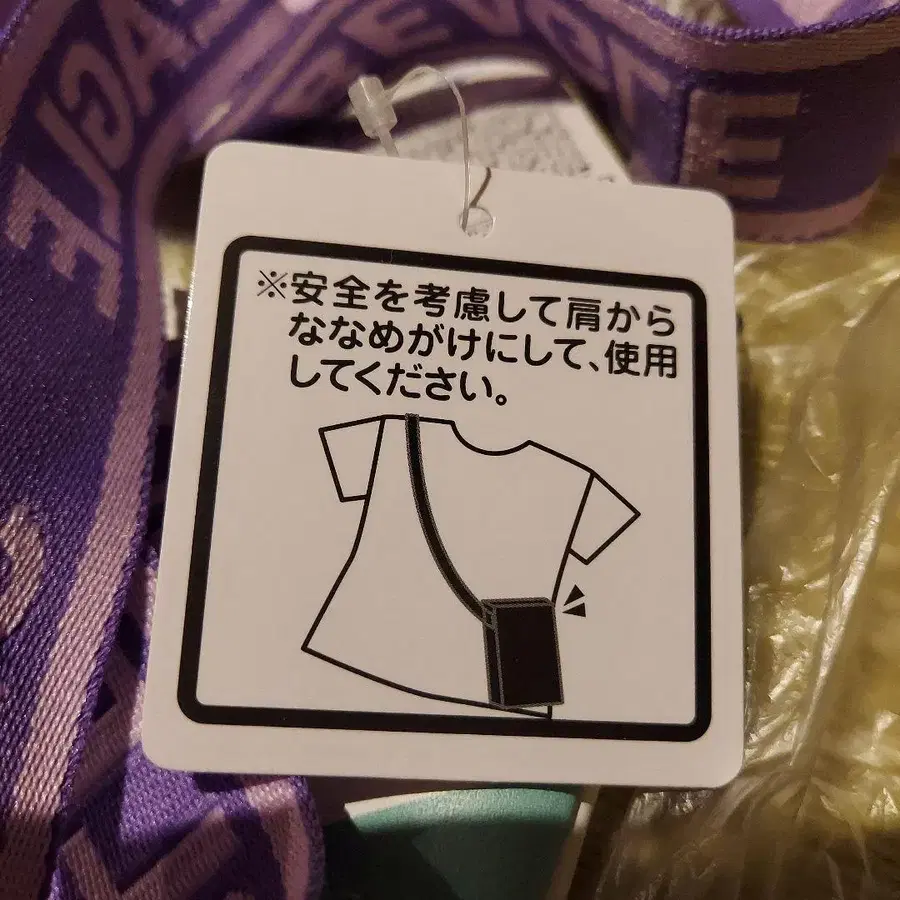 ※安全を考慮して肩から
ななめがけにして、使用
してください。